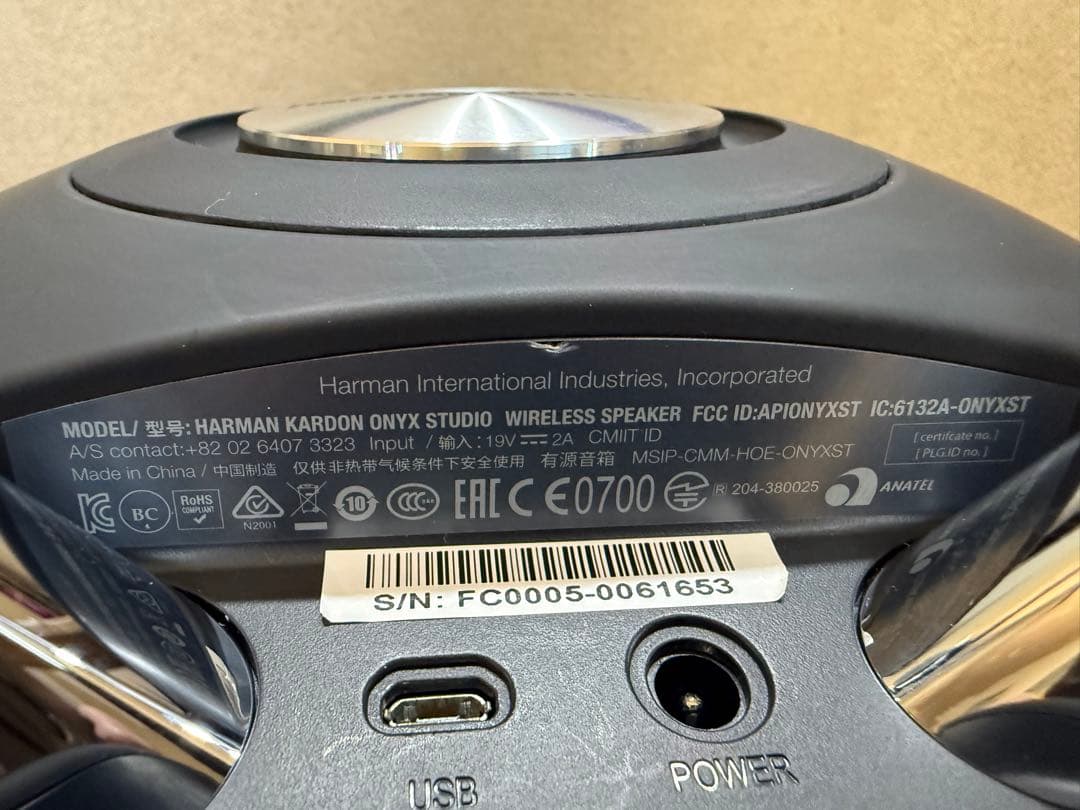 Harman International Industries, Incorporated
MODEL/ 型号: HARMAN KARDON ONYX STUDIO WIRELESS SPEAKER FCC ID:APIONYXST IC:6132A-ONYXST
A/S contact:+82 02 6407 3323 Input / 输入: 19V 2A CMIIT ID
[ certifcate no. ]
[ PLG.ID no. ]
Made in China / 中国制造 仅供非热带气候条件下安全使用 有源音箱 MSIP-CMM-HOE-ONYXST
BC
RoHS
COMPLIANT
N2001
10
CCC
EAC CE0700
R 204-380025
ANATEL
S/N: FC0005-0061653
USB
POWER